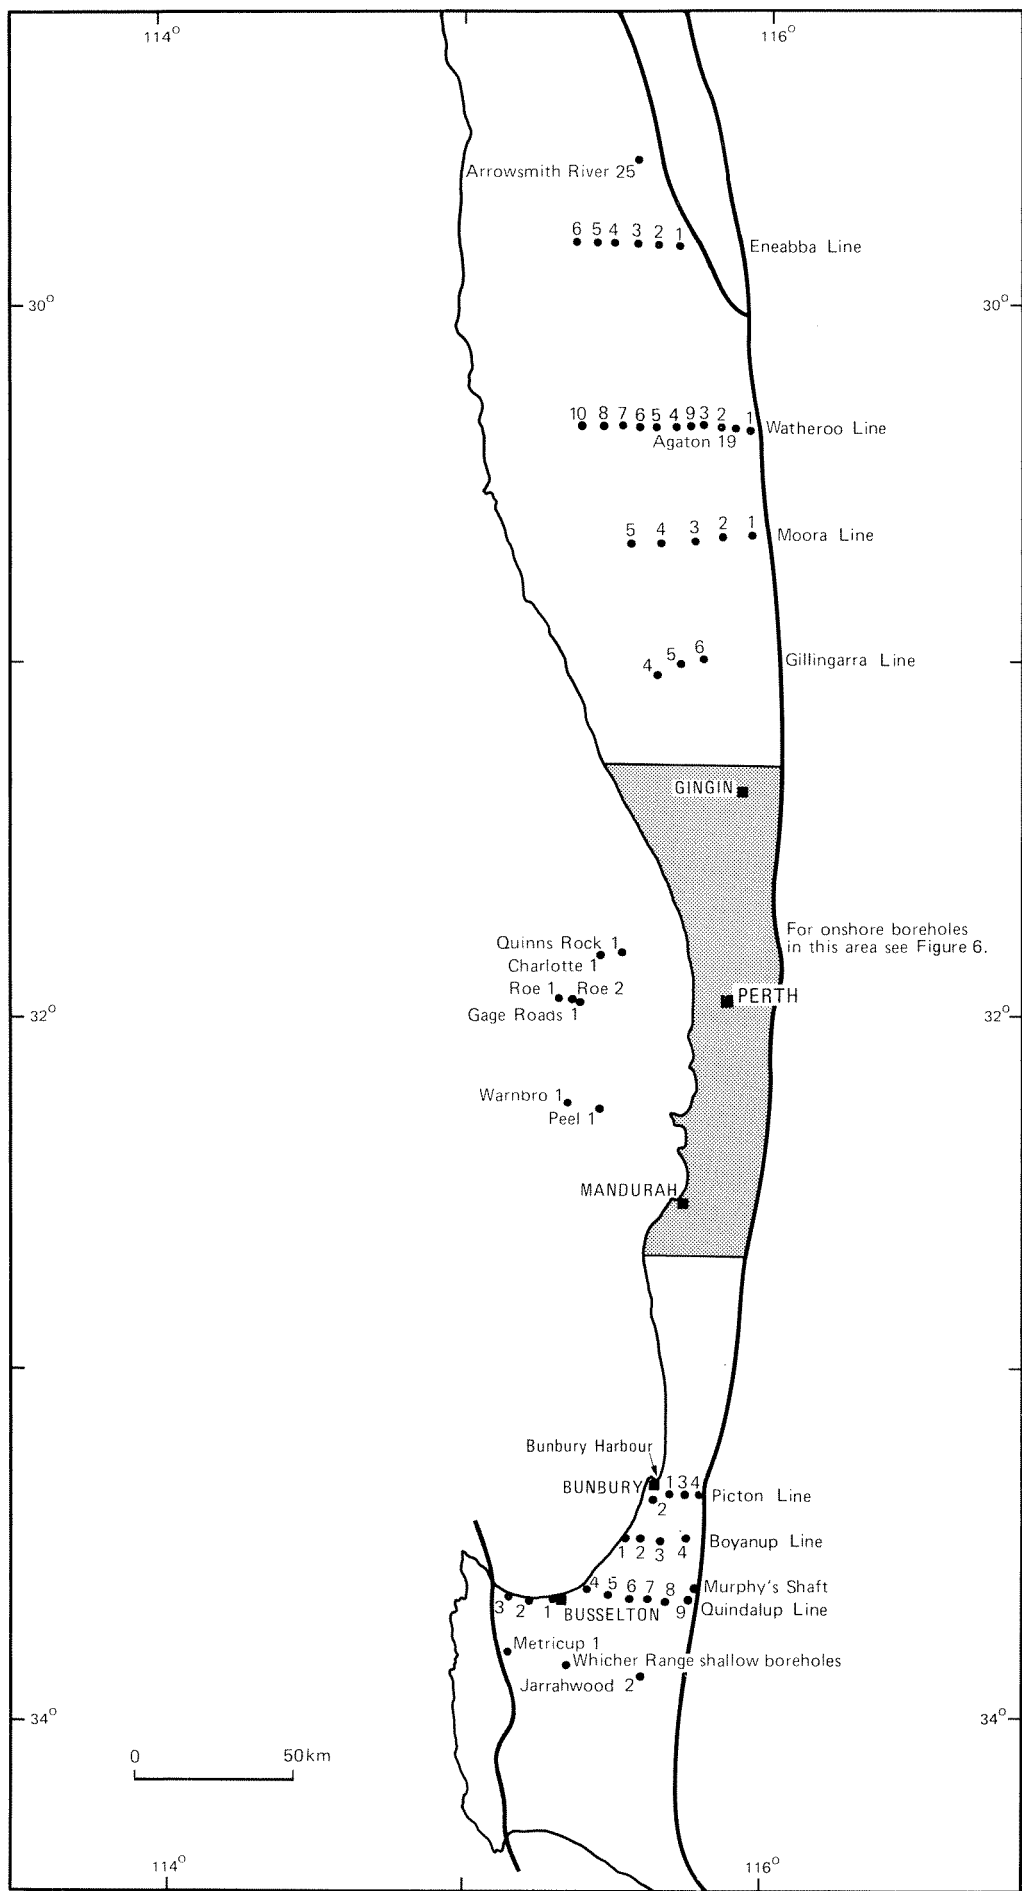 114° 116°
Arrowsmith River 25
6 5 4 3 2 1
Eneabba Line
30° 30°
10 8 7 6 5 4 9 3 2 1
Watheroo Line
Agaton 19
5 4 3 2 1
Moora Line
4 5 6
Gillingarra Line
GINGIN
For onshore boreholes
in this area see Figure 6.
Quinns Rock 1
Charlotte 1
Roe 1 Roe 2
PERTH
Gage Roads 1
32° 32°
Warnbro 1
Peel 1
MANDURAH
Bunbury Harbour
BUNBURY
1 3 4
Picton Line
2
Boyanup Line
1 2 3 4
4 5 6 7 8
Murphy's Shaft
3 2 1
BUSSELTON
9
Quindalup Line
Metricup 1
Whicher Range shallow boreholes
Jarrahwood 2
34° 34°
0 50km
114° 116°